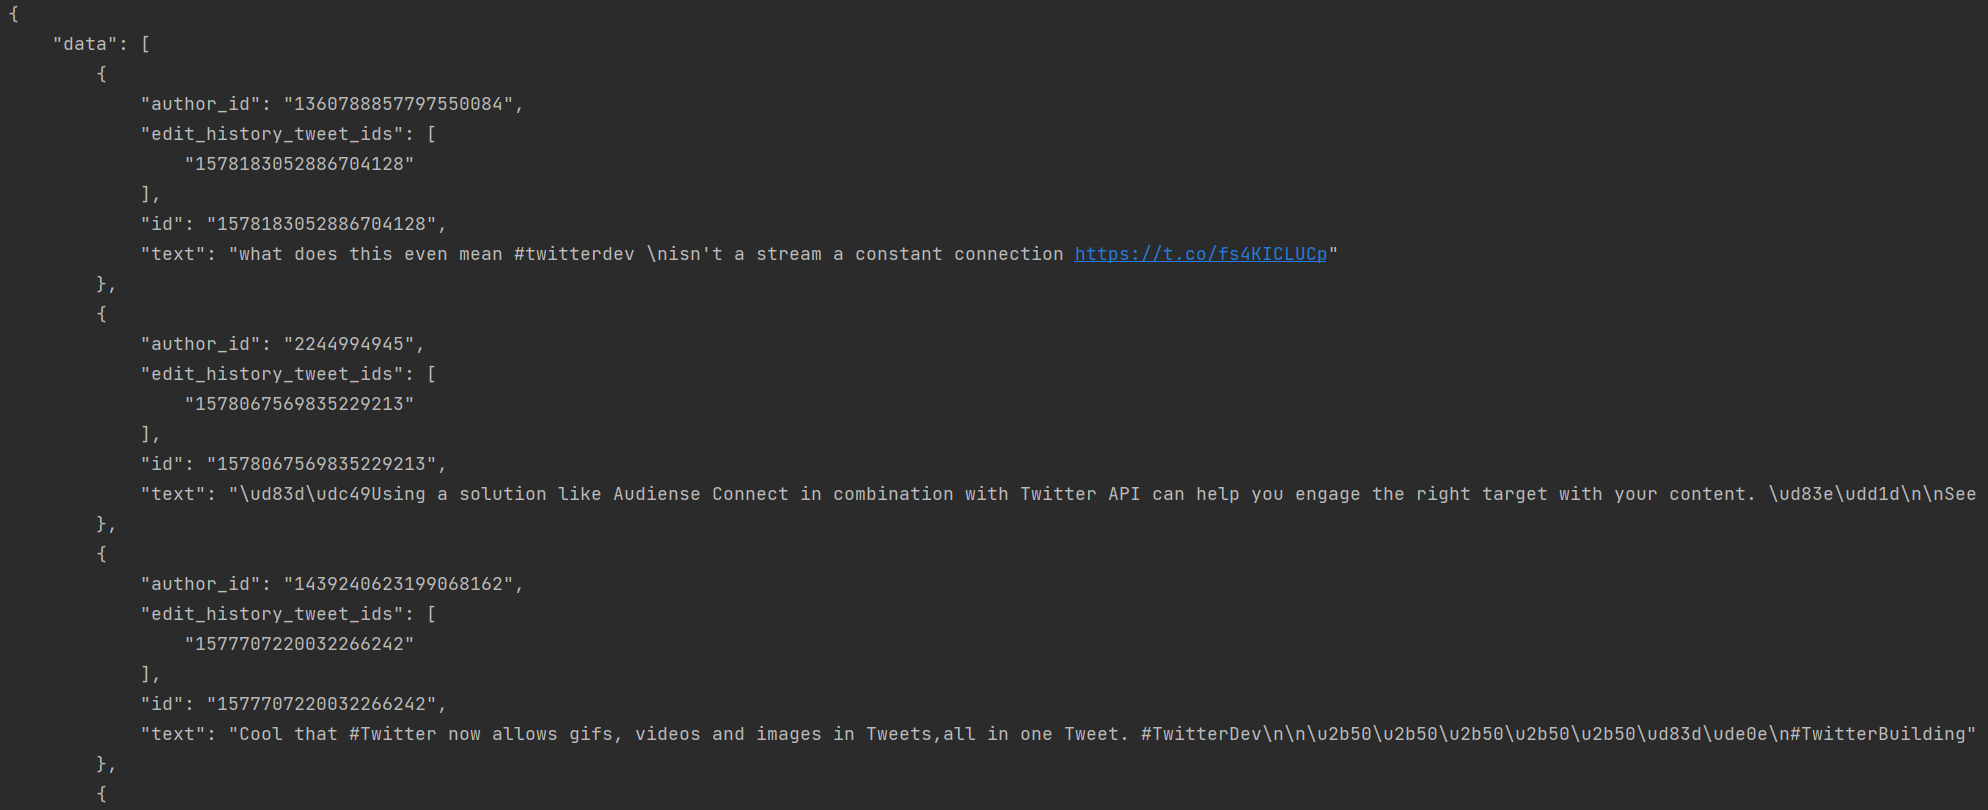 {
    "data": [
        {
            "author_id": "1360788857797550084",
            "edit_history_tweet_ids": [
                "1578183052886704128"
            ],
            "id": "1578183052886704128",
            "text": "what does this even mean #twitterdev \nisn't a stream a constant connection https://t.co/fs4KICLUCp"
        },
        {
            "author_id": "2244994945",
            "edit_history_tweet_ids": [
                "1578067569835229213"
            ],
            "id": "1578067569835229213",
            "text": "\ud83d\udc49Using a solution like Audiense Connect in combination with Twitter API can help you engage the right target with your content. \ud83e\udd1d\n\nSee
        },
        {
            "author_id": "1439240623199068162",
            "edit_history_tweet_ids": [
                "1577707220032266242"
            ],
            "id": "1577707220032266242",
            "text": "Cool that #Twitter now allows gifs, videos and images in Tweets,all in one Tweet. #TwitterDev\n\n\u2b50\u2b50\u2b50\u2b50\u2b50\ud83d\ude0e\n#TwitterBuilding"
        },
        {